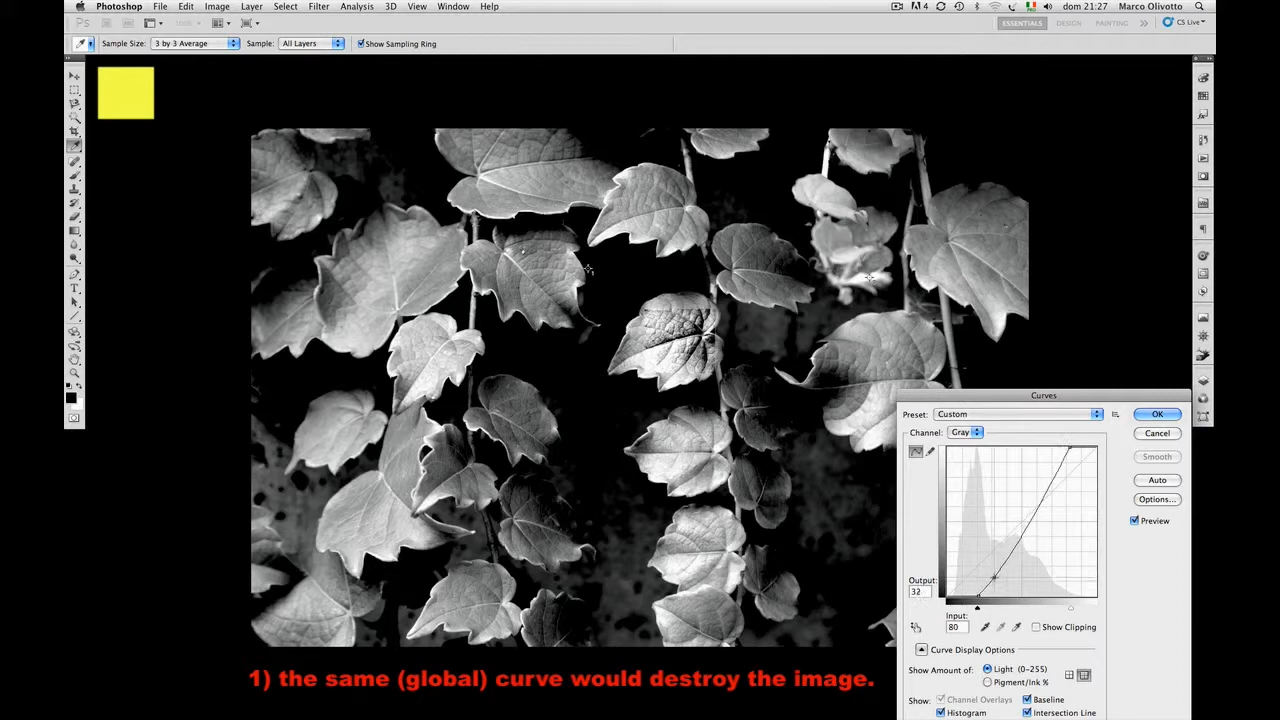 Photoshop File Edit Image Layer Select Filter Analysis 3D View Window Help 4 dom 21:27 Marco Olivotto
Ps 100% ESSENTIALS DESIGN PAINTING CS Live
Sample Size: 3 by 3 Average Sample: All Layers Show Sampling Ring
Curves
Preset: Custom OK
Channel: Gray Cancel
Smooth
Auto
Options...
Preview
Output:
32
Input:
80 Show Clipping
Curve Display Options
Show Amount of: Light (0-255)
Pigment/Ink %
Show: Channel Overlays Baseline
Histogram Intersection Line
1) the same (global) curve would destroy the image.